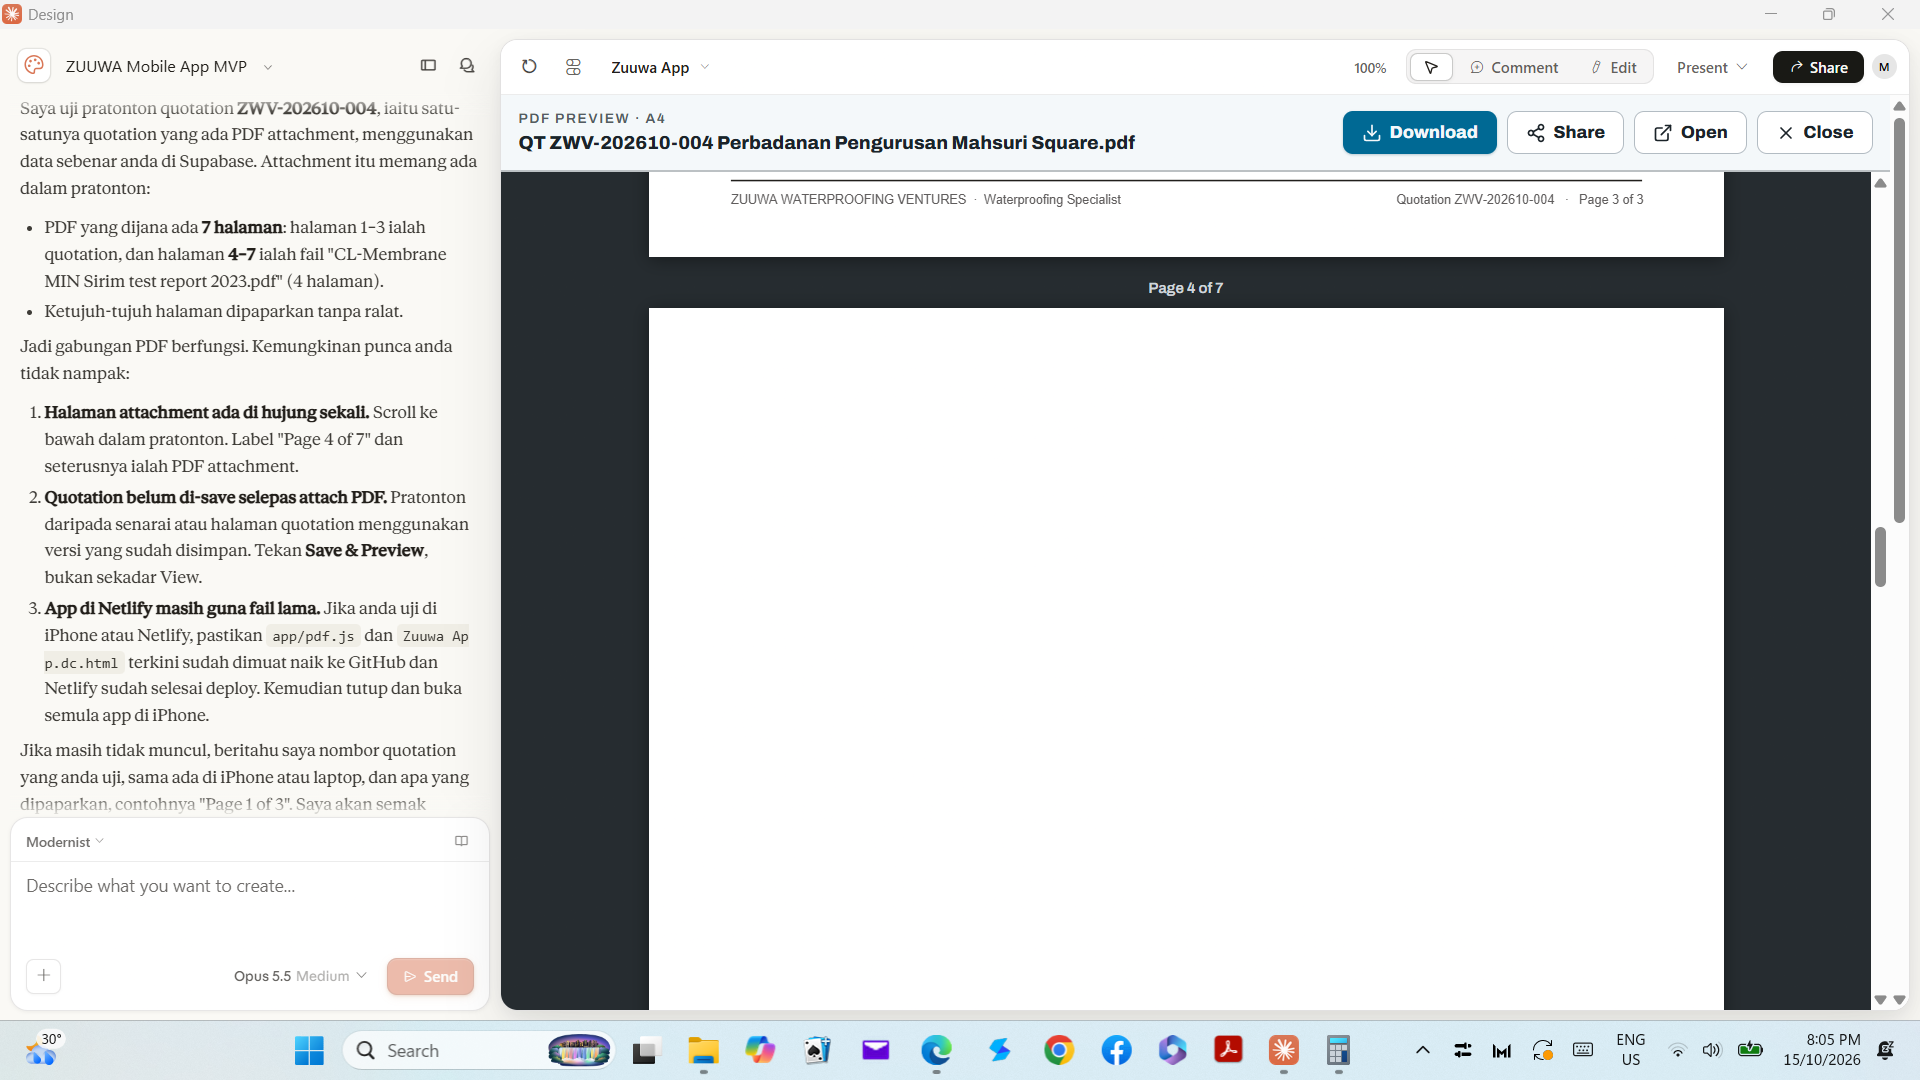 Design
ZUUWA Mobile App MVP
Saya uji pratonton quotation ZWV-202610-004, iaitu satu-
satunya quotation yang ada PDF attachment, menggunakan
data sebenar anda di Supabase. Attachment itu memang ada
dalam pratonton:
• PDF yang dijana ada 7 halaman: halaman 1–3 ialah
quotation, dan halaman 4–7 ialah fail "CL-Membrane
MIN Sirim test report 2023.pdf" (4 halaman).
• Ketujuh-tujuh halaman dipaparkan tanpa ralat.
Jadi gabungan PDF berfungsi. Kemungkinan punca anda
tidak nampak:
1. Halaman attachment ada di hujung sekali. Scroll ke
bawah dalam pratonton. Label "Page 4 of 7" dan
seterusnya ialah PDF attachment.
2. Quotation belum di-save selepas attach PDF. Pratonton
daripada senarai atau halaman quotation menggunakan
versi yang sudah disimpan. Tekan Save & Preview,
bukan sekadar View.
3. App di Netlify masih guna fail lama. Jika anda uji di
iPhone atau Netlify, pastikan app/pdf.js dan Zuuwa Ap
p.dc.html terkini sudah dimuat naik ke GitHub dan
Netlify sudah selesai deploy. Kemudian tutup dan buka
semula app di iPhone.
Jika masih tidak muncul, beritahu saya nombor quotation
yang anda uji, sama ada di iPhone atau laptop, dan apa yang
dipaparkan, contohnya "Page 1 of 3". Saya akan semak
Modernist
Describe what you want to create...
Opus 5.5 Medium
Send
Zuuwa App
100%
Comment
Edit
Present
Share
M
PDF PREVIEW · A4
QT ZWV-202610-004 Perbadanan Pengurusan Mahsuri Square.pdf
Download
Share
Open
Close
ZUUWA WATERPROOFING VENTURES · Waterproofing Specialist
Quotation ZWV-202610-004 · Page 3 of 3
Page 4 of 7
30°
Search
ENG
US
8:05 PM
15/10/2026